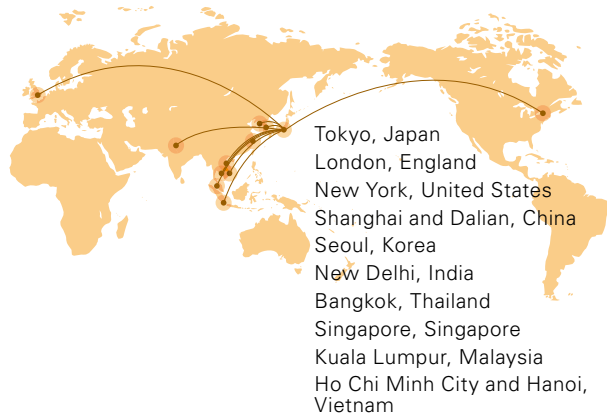 Tokyo, Japan
London, England
New York, United States
Shanghai and Dalian, China
Seoul, Korea
New Delhi, India
Bangkok, Thailand
Singapore, Singapore
Kuala Lumpur, Malaysia
Ho Chi Minh City and Hanoi,
Vietnam